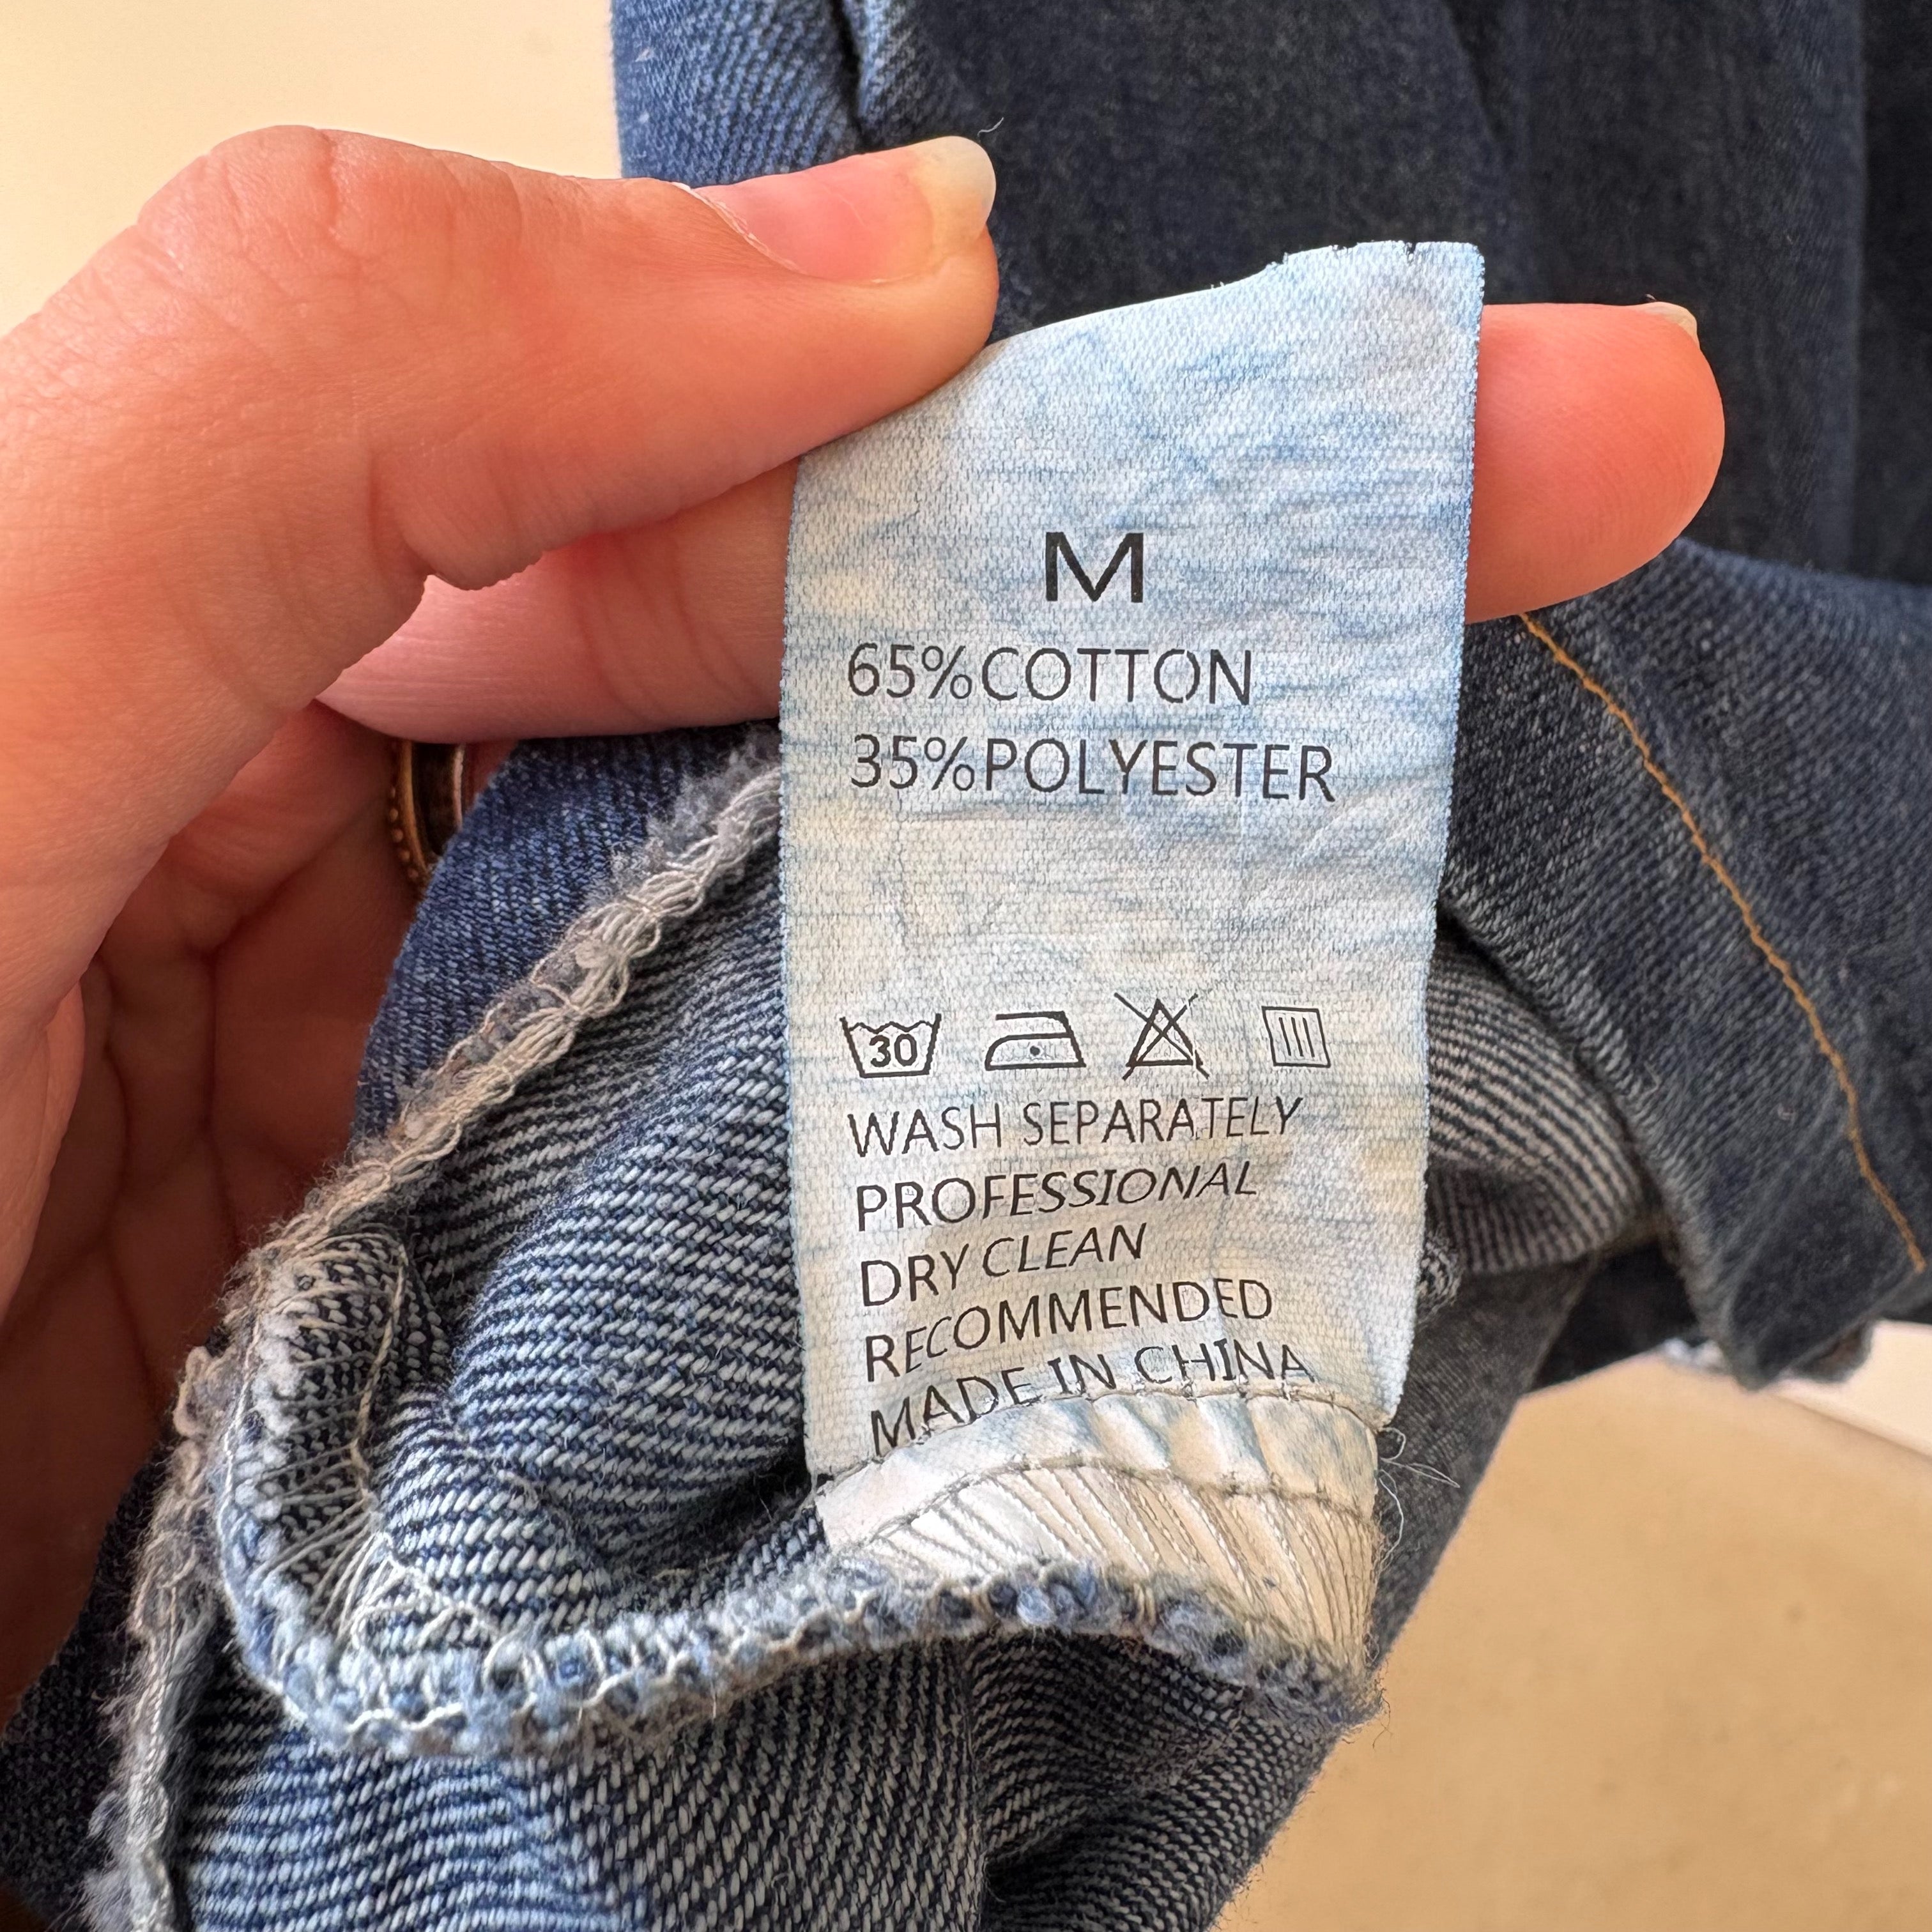 M
65%COTTON
35%POLYESTER
30
WASH SEPARATELY
PROFESSIONAL
DRY CLEAN
RECOMMENDED
MADE IN CHINA